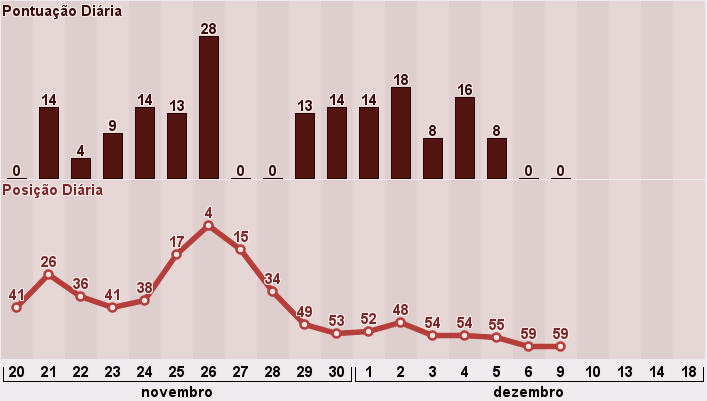 Pontuação Diária
0 14 4 9 14 13 28 0 0 13 14 14 18 8 16 8 0 0
Posição Diária
41 26 36 41 38 17 4 15 34 49 53 52 48 54 54 55 59 59
20 21 22 23 24 25 26 27 28 29 30 1 2 3 4 5 6 9 10 13 14 18
novembro dezembro